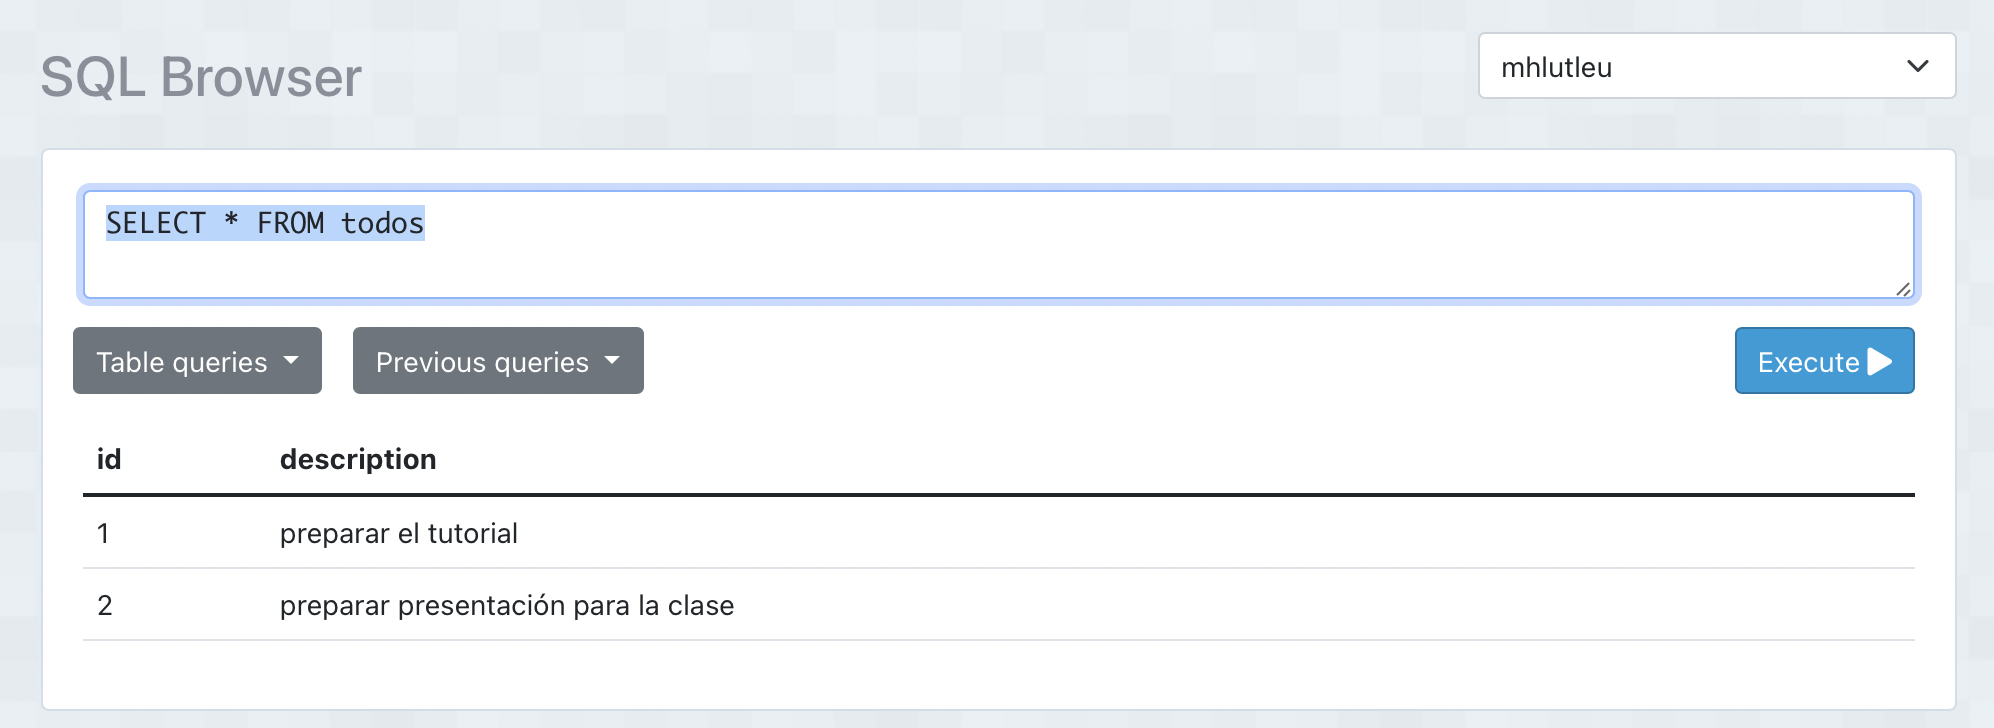 SQL Browser
mhlutleu
SELECT * FROM todos
Table queries
Previous queries
Execute
id description
1 preparar el tutorial
2 preparar presentación para la clase